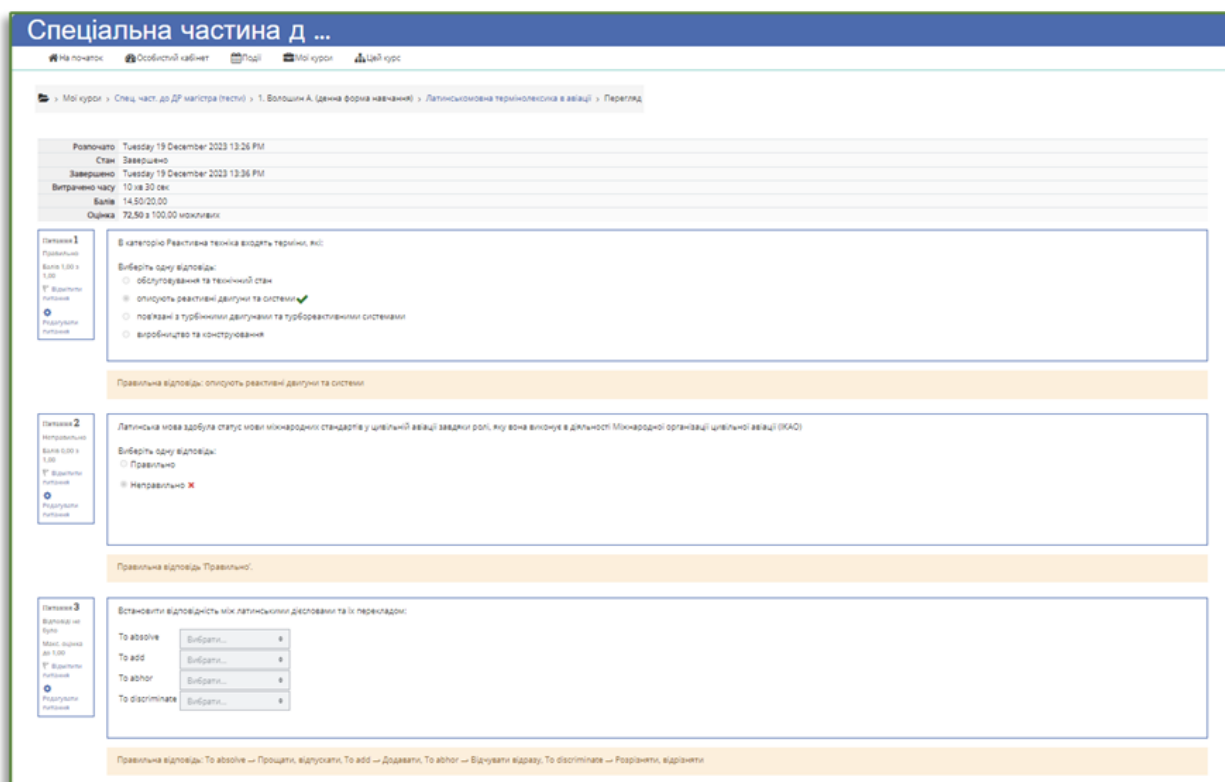 Спеціальна частина д ...
На початок Особистий кабінет Події Мої курси Цей курс
› Мої курси › Спец. част. до ДР магістра (тести) › 1. Волошин А. (денна форма навчання) › Латинськомовна термінолексика в авіації › Перегляд
Розпочато Tuesday 19 December 2023 13:26 PM
Стан Завершено
Завершено Tuesday 19 December 2023 13:36 PM
Витрачено часу 10 хв 30 сек
Балів 14,50/20,00
Оцінка 72,50 з 100,00 можливих
Питання 1
Правильно
Балів 1,00 з
1,00
Відмітити
питання
Редагувати
питання
В категорію Реактивна техніка входять терміни, які:
Виберіть одну відповідь:
обслуговування та технічний стан
описують реактивні двигуни та системи
пов'язані з турбінними двигунами та турбореактивними системами
виробництво та конструювання
Правильна відповідь: описують реактивні двигуни та системи
Питання 2
Неправильно
Балів 0,00 з
1,00
Відмітити
питання
Редагувати
питання
Латинська мова здобула статус мови міжнародних стандартів у цивільній авіації завдяки ролі, яку вона виконує в діяльності Міжнародної організації цивільної авіації (ІКАО)
Виберіть одну відповідь:
Правильно
Неправильно
Правильна відповідь 'Правильно'.
Питання 3
Відповіді не
було
Макс. оцінка
до 1,00
Відмітити
питання
Редагувати
питання
Встановити відповідність між латинськими дієсловами та їх перекладом:
To absolve Вибрати...
To add Вибрати...
To abhor Вибрати...
To discriminate Вибрати...
Правильна відповідь: To absolve → Прощати, відпускати, To add → Додавати, To abhor → Відчувати відразу, To discriminate → Розрізняти, відрізняти